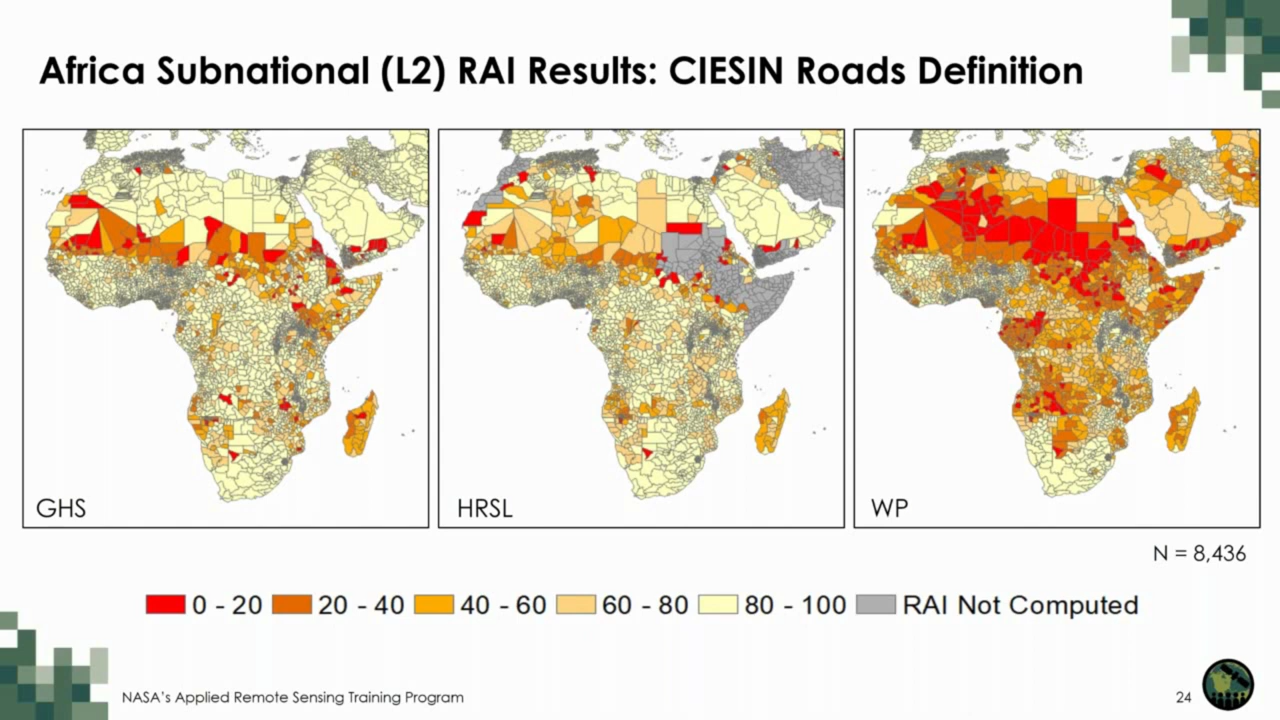 Africa Subnational (L2) RAI Results: CIESIN Roads Definition
GHS
HRSL
WP
N = 8,436
0 - 20
20 - 40
40 - 60
60 - 80
80 - 100
RAI Not Computed
NASA's Applied Remote Sensing Training Program
24